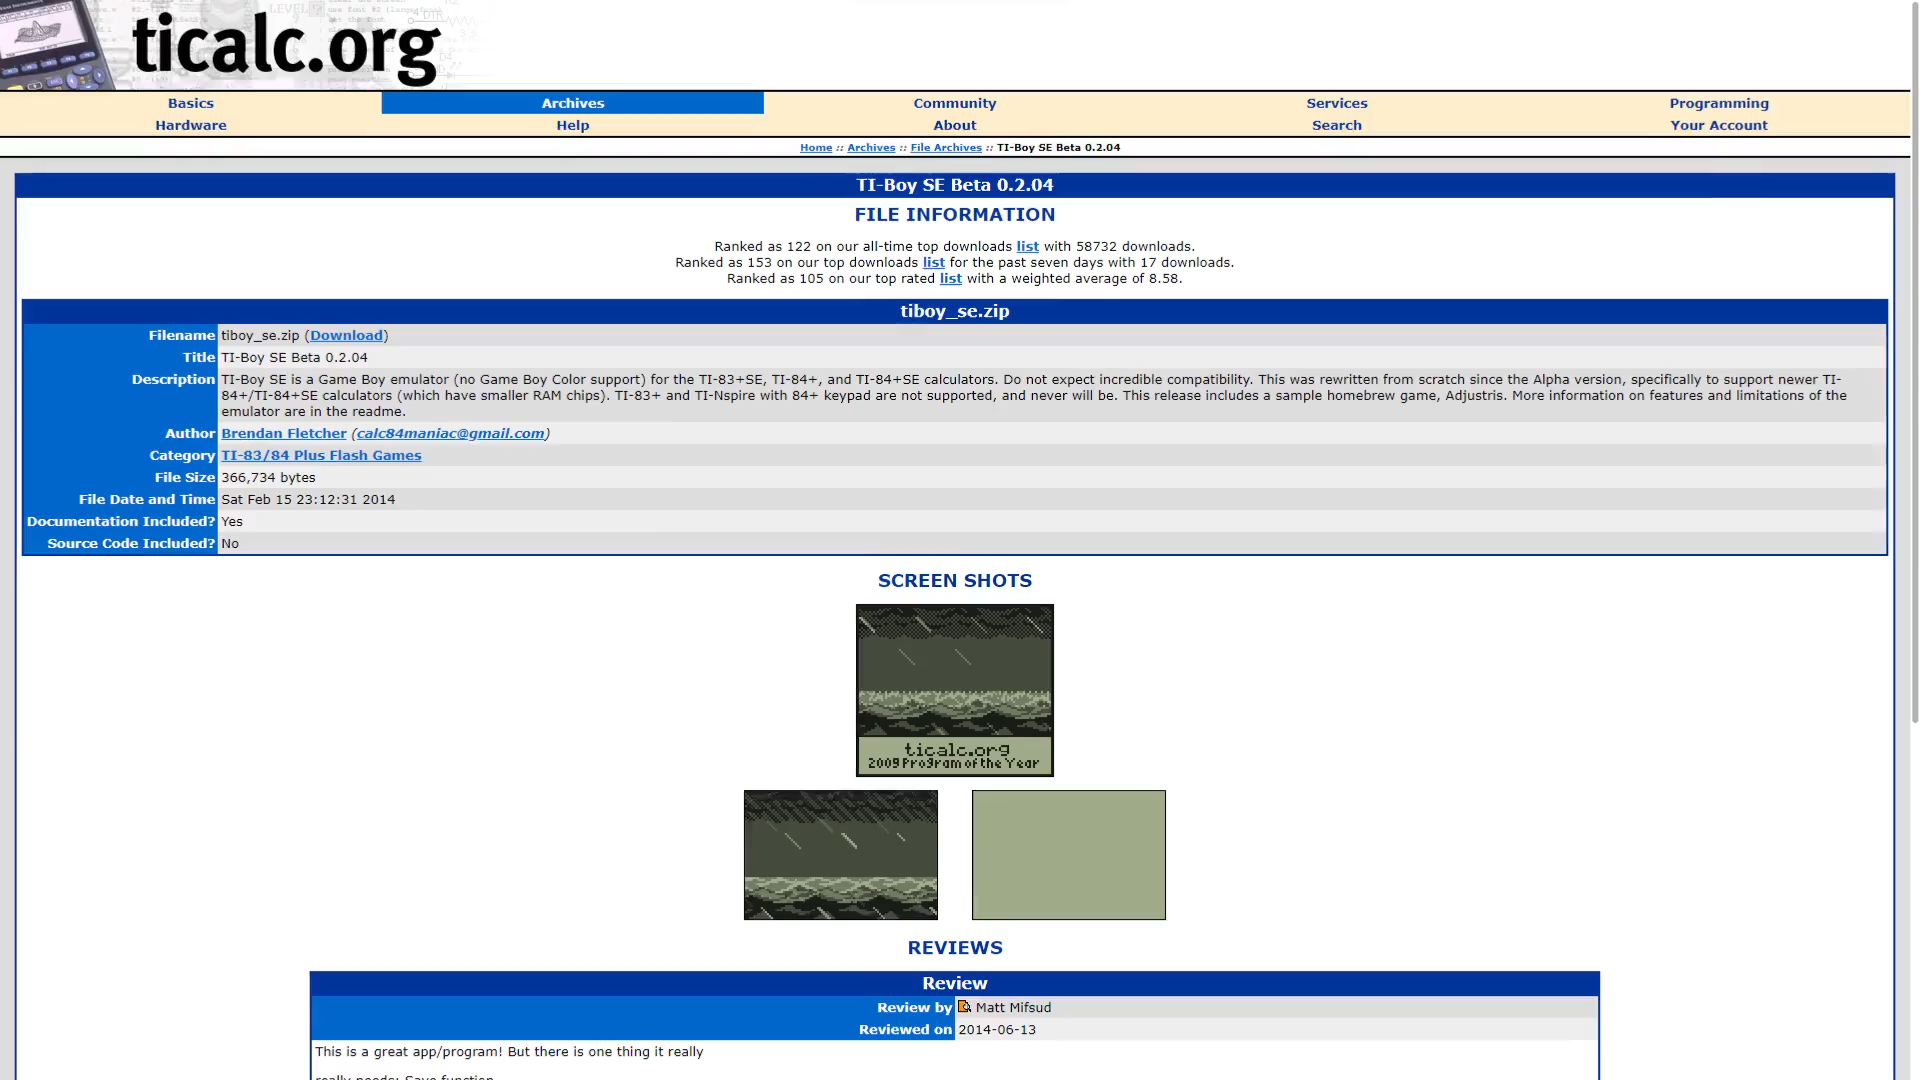 ticalc.org
Basics Archives Community Services Programming
Hardware Help About Search Your Account
Home :: Archives :: File Archives :: TI-Boy SE Beta 0.2.04
TI-Boy SE Beta 0.2.04
FILE INFORMATION
Ranked as 122 on our all-time top downloads list with 58732 downloads.
Ranked as 153 on our top downloads list for the past seven days with 17 downloads.
Ranked as 105 on our top rated list with a weighted average of 8.58.
tiboy_se.zip
Filename tiboy_se.zip (Download)
Title TI-Boy SE Beta 0.2.04
Description TI-Boy SE is a Game Boy emulator (no Game Boy Color support) for the TI-83+SE, TI-84+, and TI-84+SE calculators. Do not expect incredible compatibility. This was rewritten from scratch since the Alpha version, specifically to support newer TI-
84+/TI-84+SE calculators (which have smaller RAM chips). TI-83+ and TI-Nspire with 84+ keypad are not supported, and never will be. This release includes a sample homebrew game, Adjustris. More information on features and limitations of the
emulator are in the readme.
Author Brendan Fletcher (calc84maniac@gmail.com)
Category TI-83/84 Plus Flash Games
File Size 366,734 bytes
File Date and Time Sat Feb 15 23:12:31 2014
Documentation Included? Yes
Source Code Included? No
SCREEN SHOTS
ticalc.org
2009 Program of the Year
REVIEWS
Review
Review by Matt Mifsud
Reviewed on 2014-06-13
This is a great app/program! But there is one thing it really
really needs: Save function